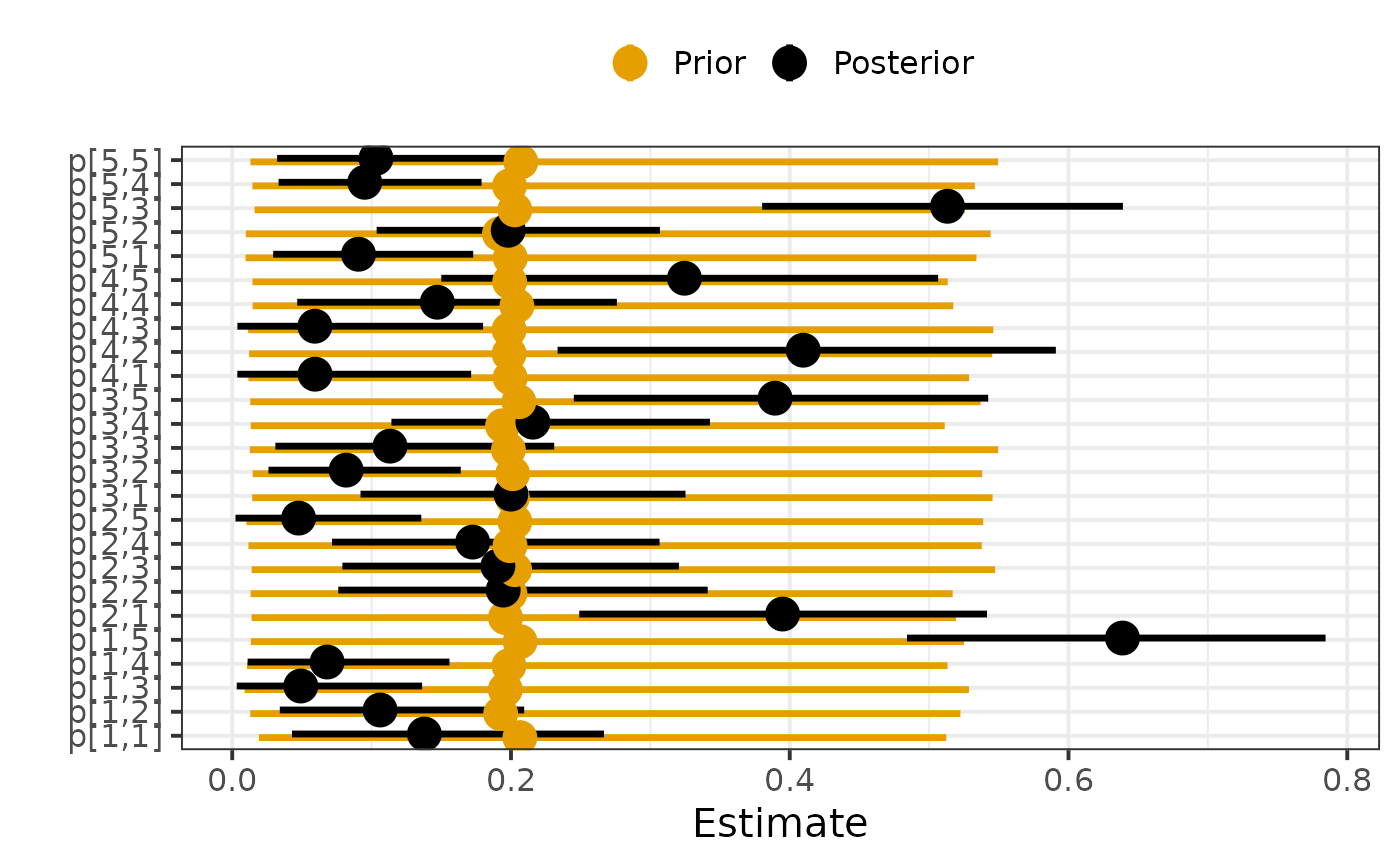 Prior Posterior
p[5,5]
p[5,4]
p[5,3]
p[5,2]
p[5,1]
p[4,5]
p[4,4]
p[4,3]
p[4,2]
p[4,1]
p[3,5]
p[3,4]
p[3,3]
p[3,2]
p[3,1]
p[2,5]
p[2,4]
p[2,3]
p[2,2]
p[2,1]
p[1,5]
p[1,4]
p[1,3]
p[1,2]
p[1,1]
0.0 0.2 0.4 0.6 0.8
Estimate